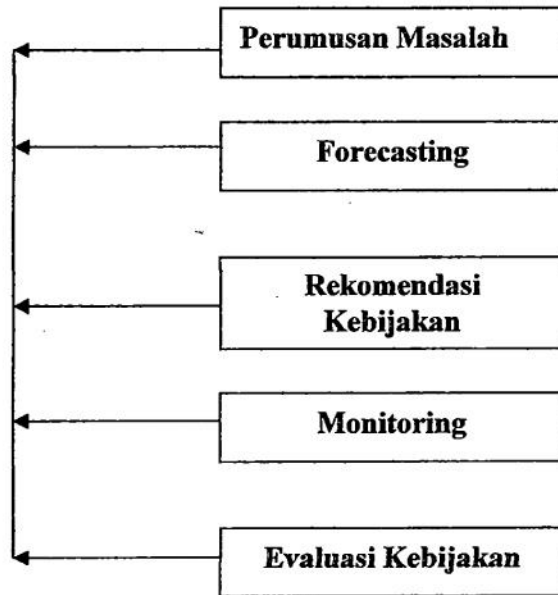 Perumusan Masalah
Forecasting
Rekomendasi
Kebijakan
Monitoring
Evaluasi Kebijakan